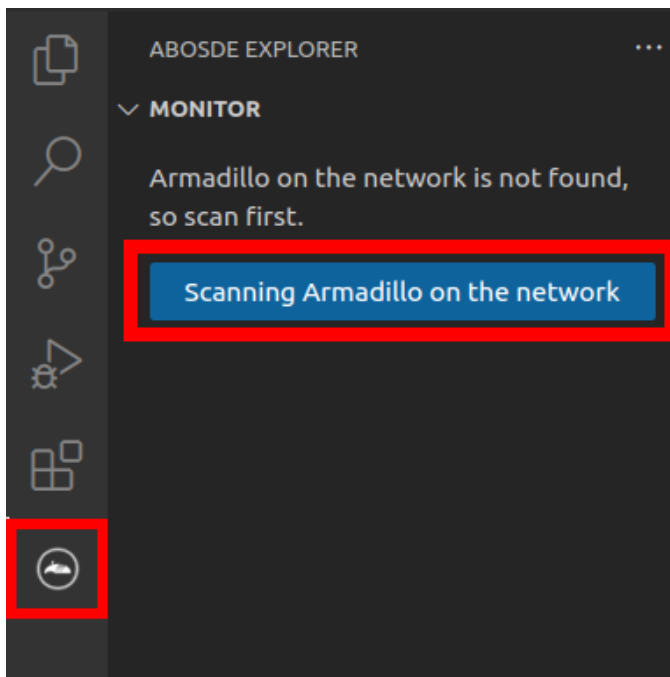 ABOSDE EXPLORER
MONITOR
Armadillo on the network is not found,
so scan first.
Scanning Armadillo on the network